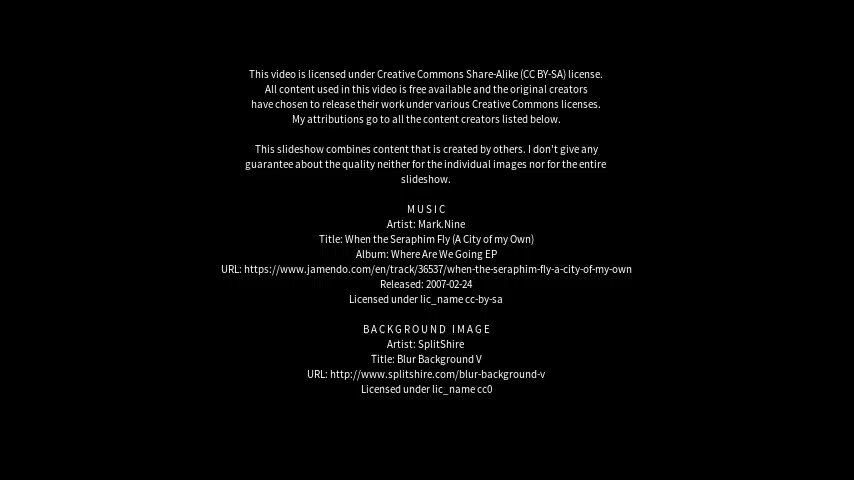 This video is licensed under Creative Commons Share-Alike (CC BY-SA) license.
All content used in this video is free available and the original creators
have chosen to release their work under various Creative Commons licenses.
My attributions go to all the content creators listed below.
This slideshow combines content that is created by others. I don't give any
guarantee about the quality neither for the individual images nor for the entire
slideshow.
MUSIC
Artist: Mark.Nine
Title: When the Seraphim Fly (A City of my Own)
Album: Where Are We Going EP
URL: https://www.jamendo.com/en/track/36537/when-the-seraphim-fly-a-city-of-my-own
Released: 2007-02-24
Licensed under lic_name cc-by-sa
BACKGROUND IMAGE
Artist: SplitShire
Title: Blur Background V
URL: http://www.splitshire.com/blur-background-v
Licensed under lic_name cc0